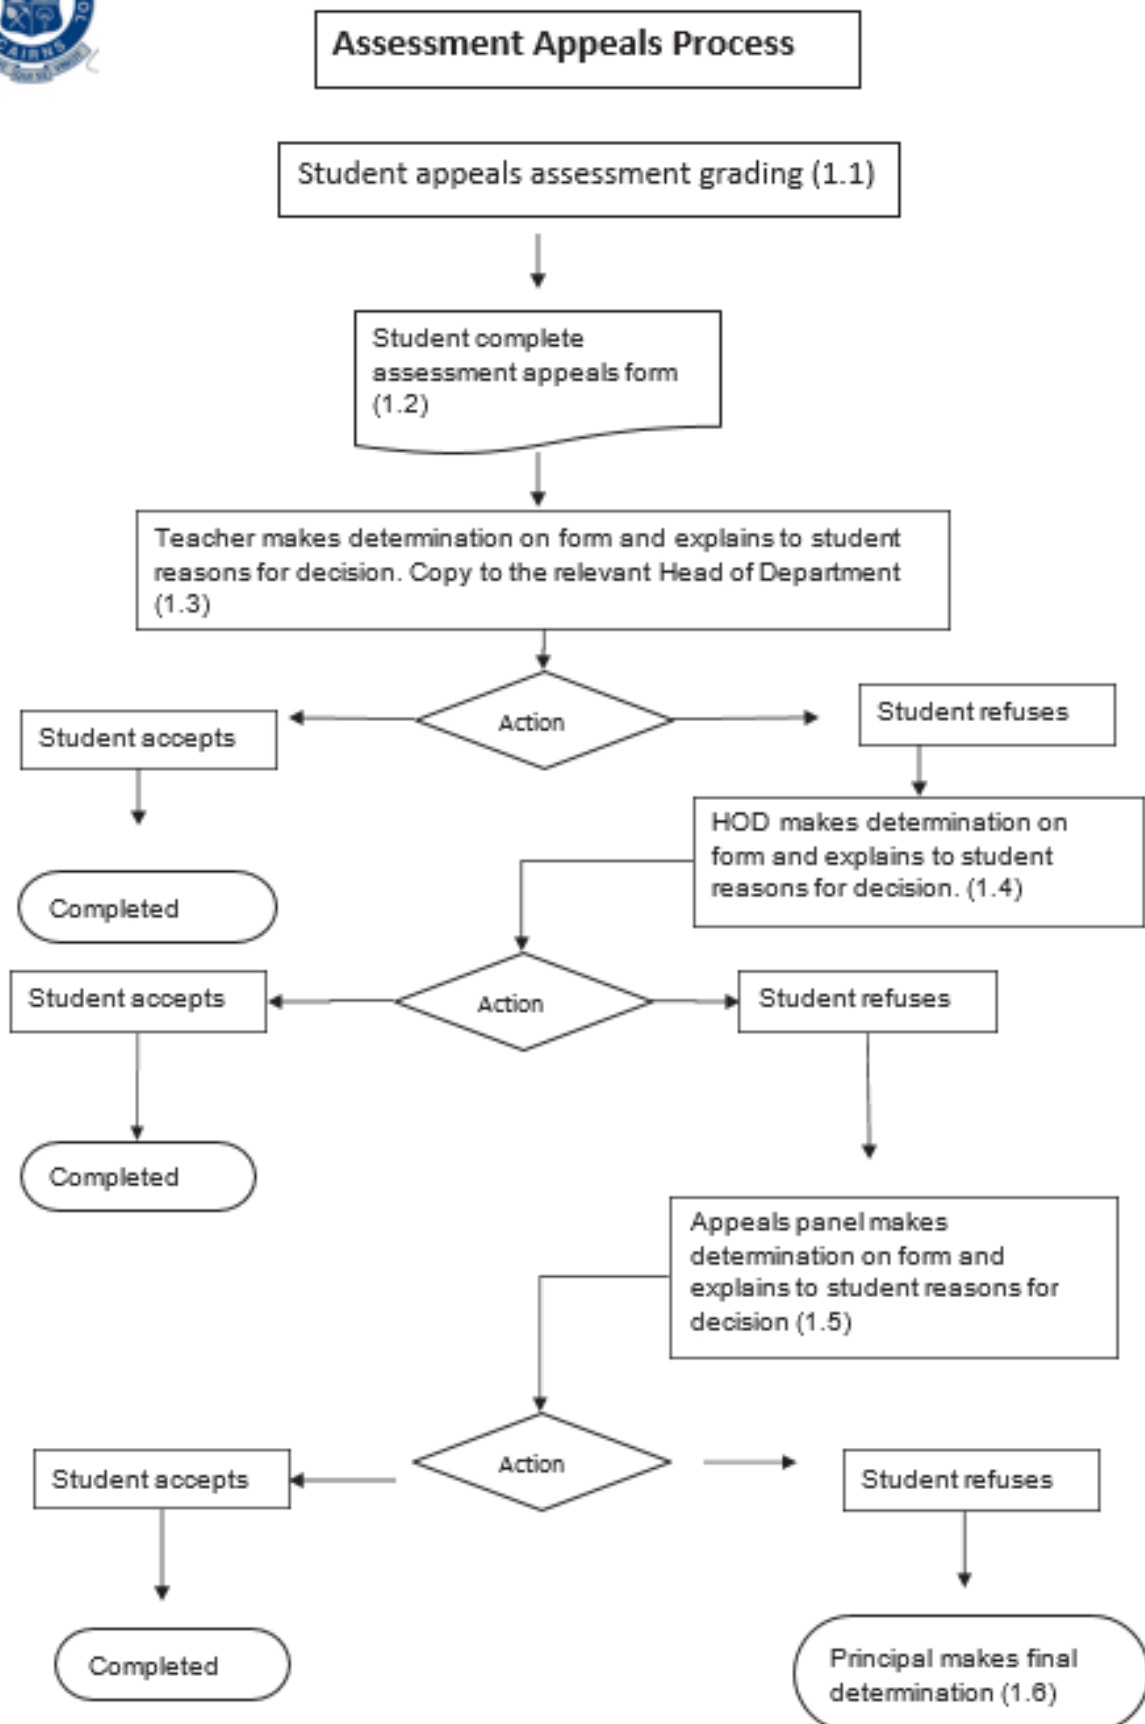 OL
CAIRNS
Assessment Appeals Process
Student appeals assessment grading (1.1)
Student complete
assessment appeals form
(1.2)
Teacher makes determination on form and explains to student
reasons for decision. Copy to the relevant Head of Department
(1.3)
Action
Student accepts
Student refuses
HOD makes determination on
form and explains to student
reasons for decision. (1.4)
Completed
Student accepts
Action
Student refuses
Completed
Appeals panel makes
determination on form and
explains to student reasons for
decision (1.5)
Action
Student accepts
Student refuses
Completed
Principal makes final
determination (1.6)